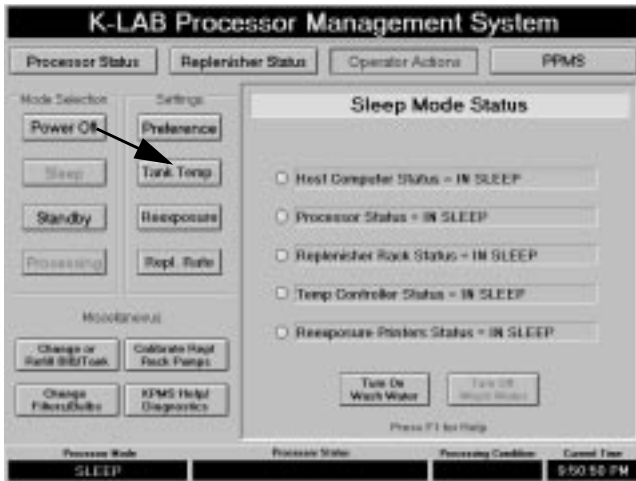 K-LAB Processor Management System
Processor Status
Replenisher Status
Operator Actions
PPMS
Mode Selection
Settings
Power Off
Preference
Sleep
Tank Temp.
Standby
Reexposure
Processing
Repl. Rate
Miscellaneous
Change or
Refill BIB/Tank
Calibrate Repl
Rack Pumps
Change
Filters/Bulbs
KPMS Help/
Diagnostics
Sleep Mode Status
Host Computer Status = IN SLEEP
Processor Status = IN SLEEP
Replenisher Rack Status = IN SLEEP
Temp Controller Status = IN SLEEP
Reexposure Printers Status = IN SLEEP
Turn On
Wash Water
Turn Off
Wash Water
Press F1 for Help
Processor Mode
Processor Status
Processing Condition
Current Time
SLEEP
9:50:50 PM